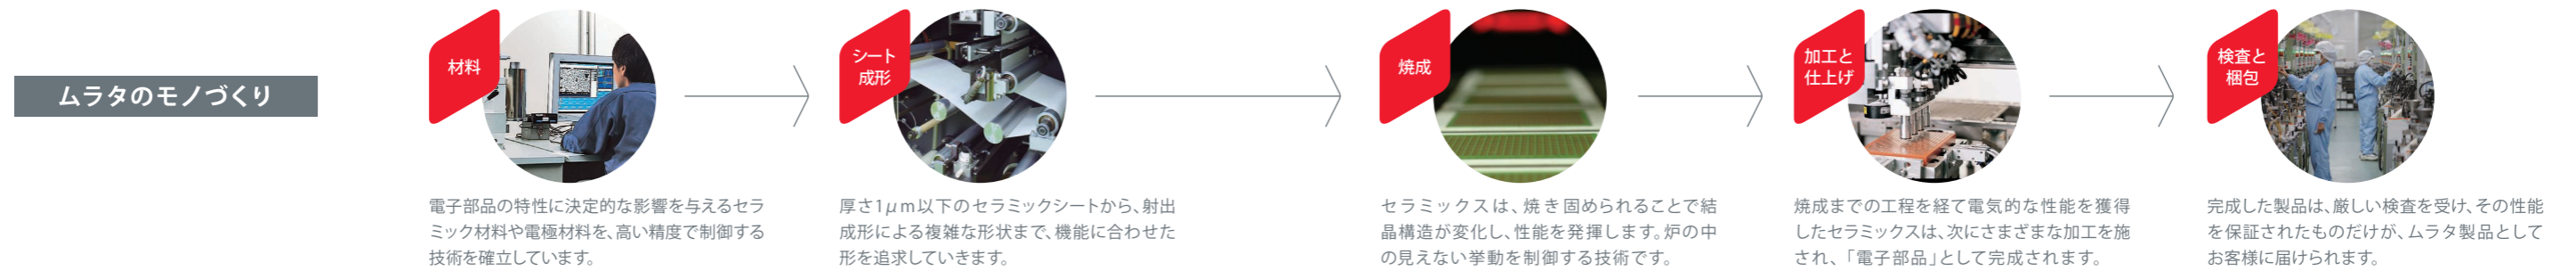 ムラタのモノづくり
材料
電子部品の特性に決定的な影響を与えるセラ
ミック材料や電極材料を、高い精度で制御する
技術を確立しています。
シート
成形
厚さ1μm以下のセラミックシートから、射出
成形による複雑な形状まで、機能に合わせた
形を追求していきます。
焼成
セラミックスは、焼き固められることで結
晶構造が変化し、性能を発揮します。炉の中
の見えない挙動を制御する技術です。
加工と
仕上げ
焼成までの工程を経て電気的な性能を獲得
したセラミックスは、次にさまざまな加工を施
され、「電子部品」として完成されます。
検査と
梱包
完成した製品は、厳しい検査を受け、その性能
を保証されたものだけが、ムラタ製品として
お客様に届けられます。